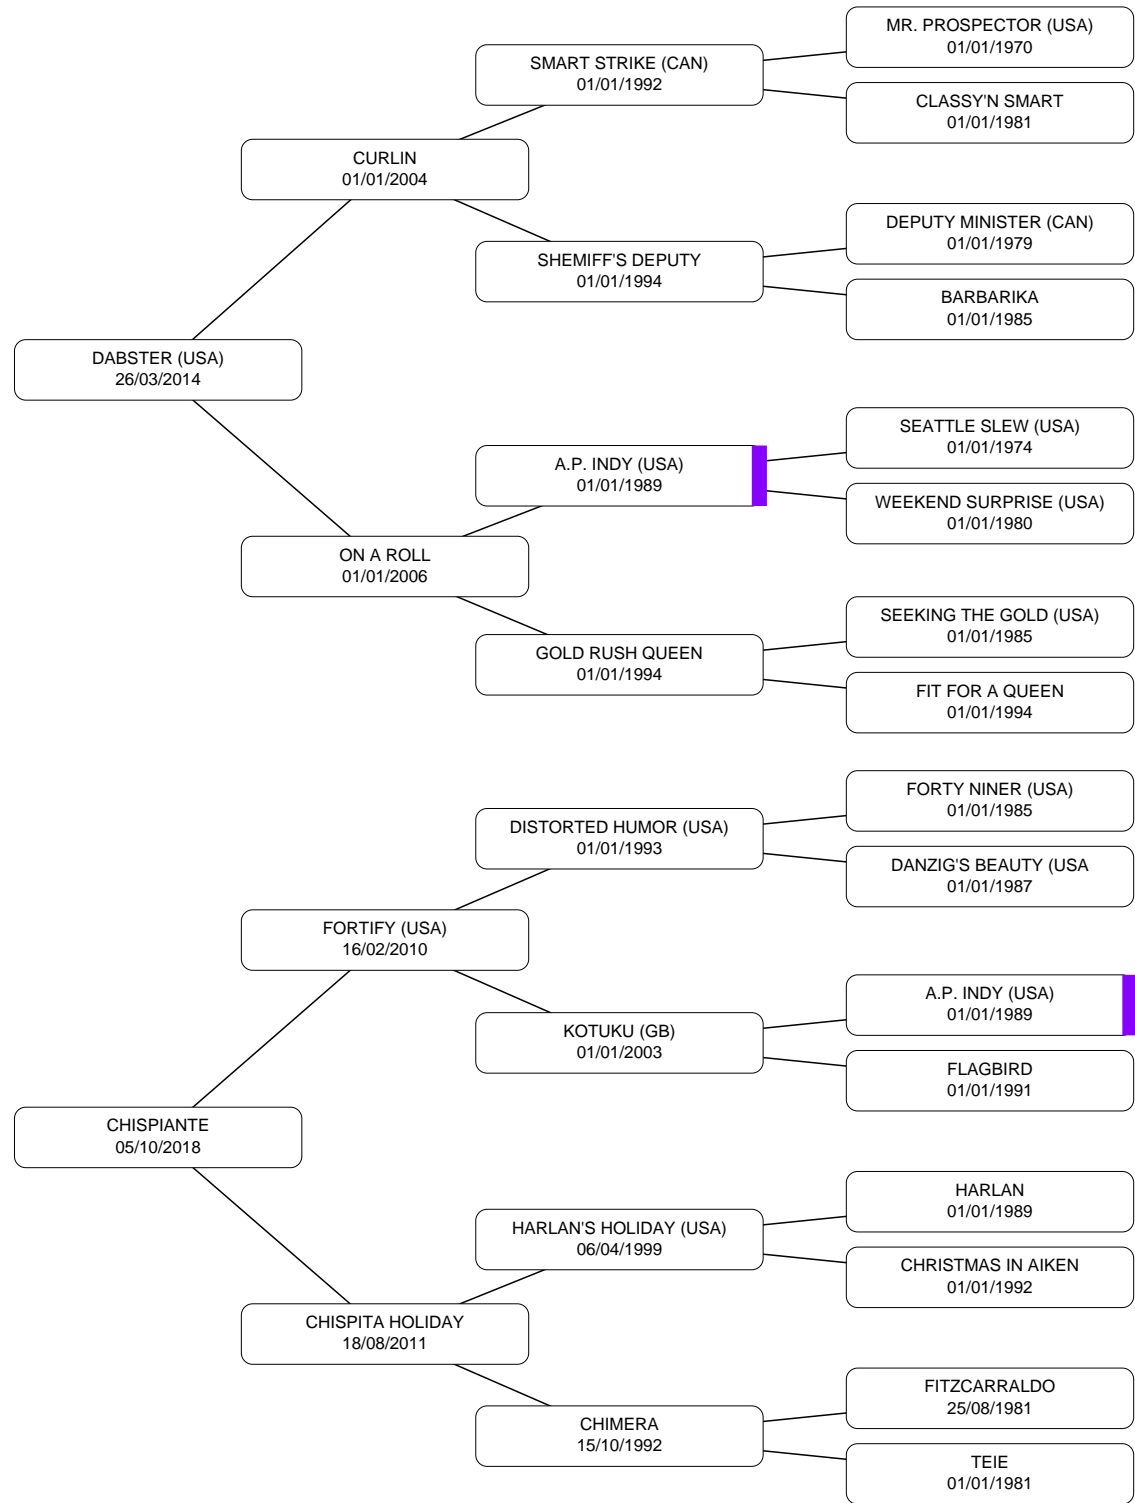 MR. PROSPECTOR (USA)
01/01/1970
SMART STRIKE (CAN)
01/01/1992
CLASSY'N SMART
01/01/1981
CURLIN
01/01/2004
DEPUTY MINISTER (CAN)
01/01/1979
SHEMIFF'S DEPUTY
01/01/1994
BARBARIKA
01/01/1985
DABSTER (USA)
26/03/2014
SEATTLE SLEW (USA)
01/01/1974
A.P. INDY (USA)
01/01/1989
WEEKEND SURPRISE (USA)
01/01/1980
ON A ROLL
01/01/2006
SEEKING THE GOLD (USA)
01/01/1985
GOLD RUSH QUEEN
01/01/1994
FIT FOR A QUEEN
01/01/1994
FORTY NINER (USA)
01/01/1985
DISTORTED HUMOR (USA)
01/01/1993
DANZIG'S BEAUTY (USA
01/01/1987
FORTIFY (USA)
16/02/2010
A.P. INDY (USA)
01/01/1989
KOTUKU (GB)
01/01/2003
FLAGBIRD
01/01/1991
CHISPIANTE
05/10/2018
HARLAN
01/01/1989
HARLAN'S HOLIDAY (USA)
06/04/1999
CHRISTMAS IN AIKEN
01/01/1992
CHISPITA HOLIDAY
18/08/2011
FITZCARRALDO
25/08/1981
CHIMERA
15/10/1992
TEIE
01/01/1981